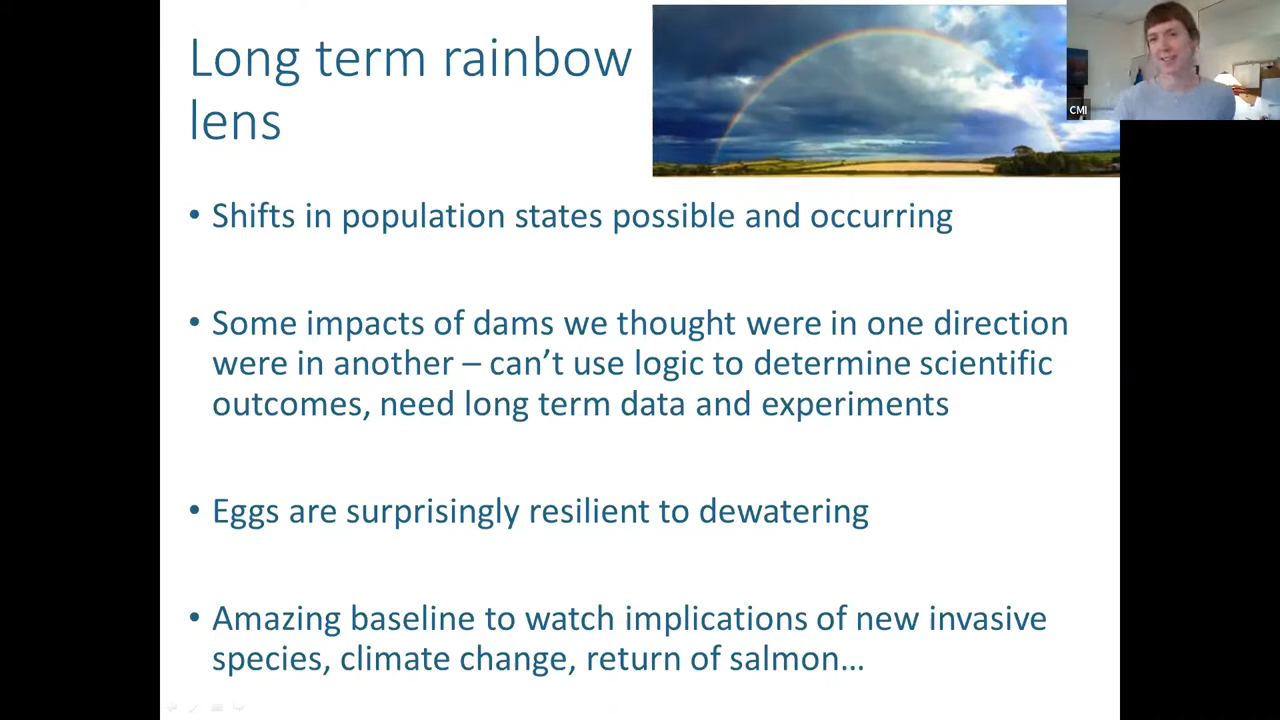 Long term rainbow
lens
CMI
• Shifts in population states possible and occurring
• Some impacts of dams we thought were in one direction
were in another – can’t use logic to determine scientific
outcomes, need long term data and experiments
• Eggs are surprisingly resilient to dewatering
• Amazing baseline to watch implications of new invasive
species, climate change, return of salmon…